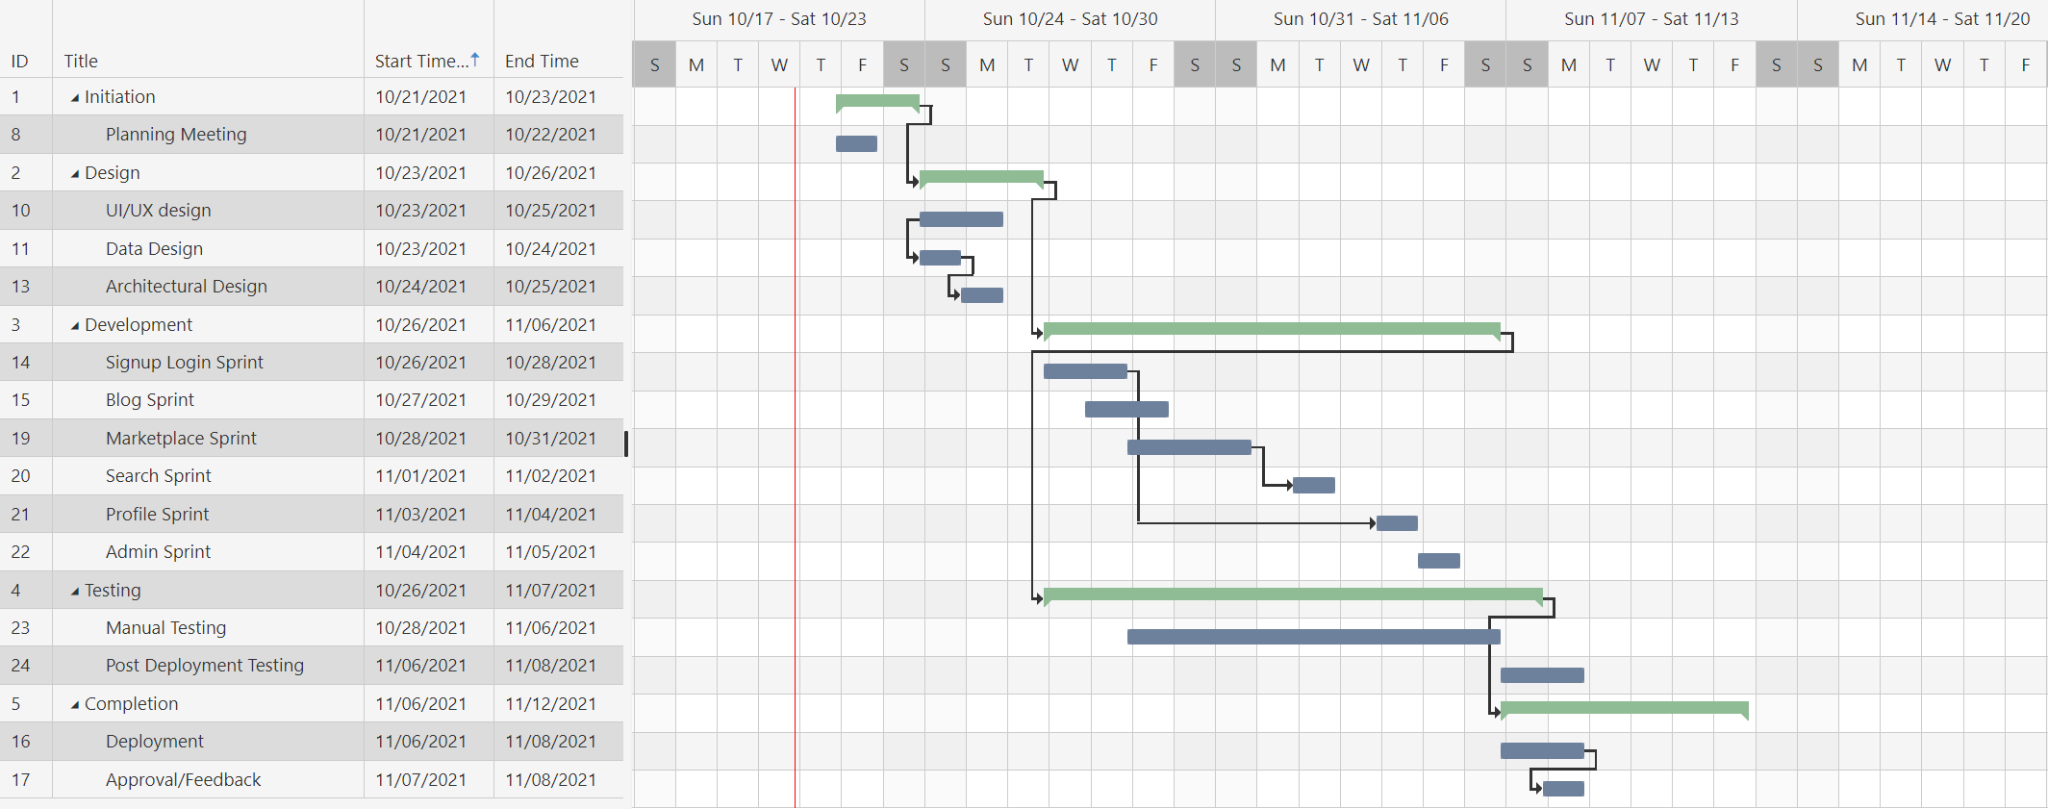 Sun 10/17 - Sat 10/23 Sun 10/24 - Sat 10/30 Sun 10/31 - Sat 11/06 Sun 11/07 - Sat 11/13 Sun 11/14 - Sat 11/20
ID Title Start Time... End Time S M T W T F S S M T W T F S S M T W T F S S M T W T F S S M T W T F
1 Initiation 10/21/2021 10/23/2021
8 Planning Meeting 10/21/2021 10/22/2021
2 Design 10/23/2021 10/26/2021
10 UI/UX design 10/23/2021 10/25/2021
11 Data Design 10/23/2021 10/24/2021
13 Architectural Design 10/24/2021 10/25/2021
3 Development 10/26/2021 11/06/2021
14 Signup Login Sprint 10/26/2021 10/28/2021
15 Blog Sprint 10/27/2021 10/29/2021
19 Marketplace Sprint 10/28/2021 10/31/2021
20 Search Sprint 11/01/2021 11/02/2021
21 Profile Sprint 11/03/2021 11/04/2021
22 Admin Sprint 11/04/2021 11/05/2021
4 Testing 10/26/2021 11/07/2021
23 Manual Testing 10/28/2021 11/06/2021
24 Post Deployment Testing 11/06/2021 11/08/2021
5 Completion 11/06/2021 11/12/2021
16 Deployment 11/06/2021 11/08/2021
17 Approval/Feedback 11/07/2021 11/08/2021